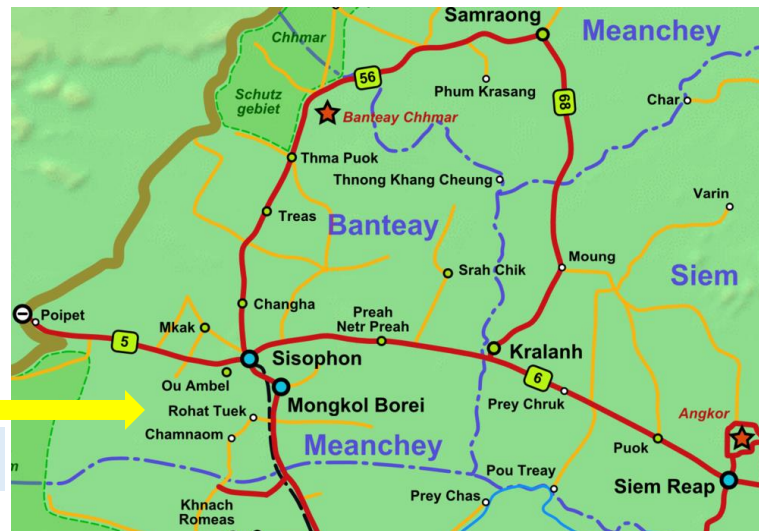 Chhmar
Schutz
gebiet
56
Samraong
Meanchey
Phum Krasang
68
Char
Banteay Chhmar
Thma Puok
Thnong Khang Cheung
Varin
Treas
Banteay
Moung
Siem
Srah Chik
Changha
Poipet
5
Mkak
Preah
Netr Preah
Kralanh
Sisophon
6
Ou Ambel
Mongkol Borei
Prey Chruk
Rohat Tuek
Angkor
Chamnaom
Meanchey
Puok
Pou Treay
Siem Reap
Khnach
Romeas
Prey Chas